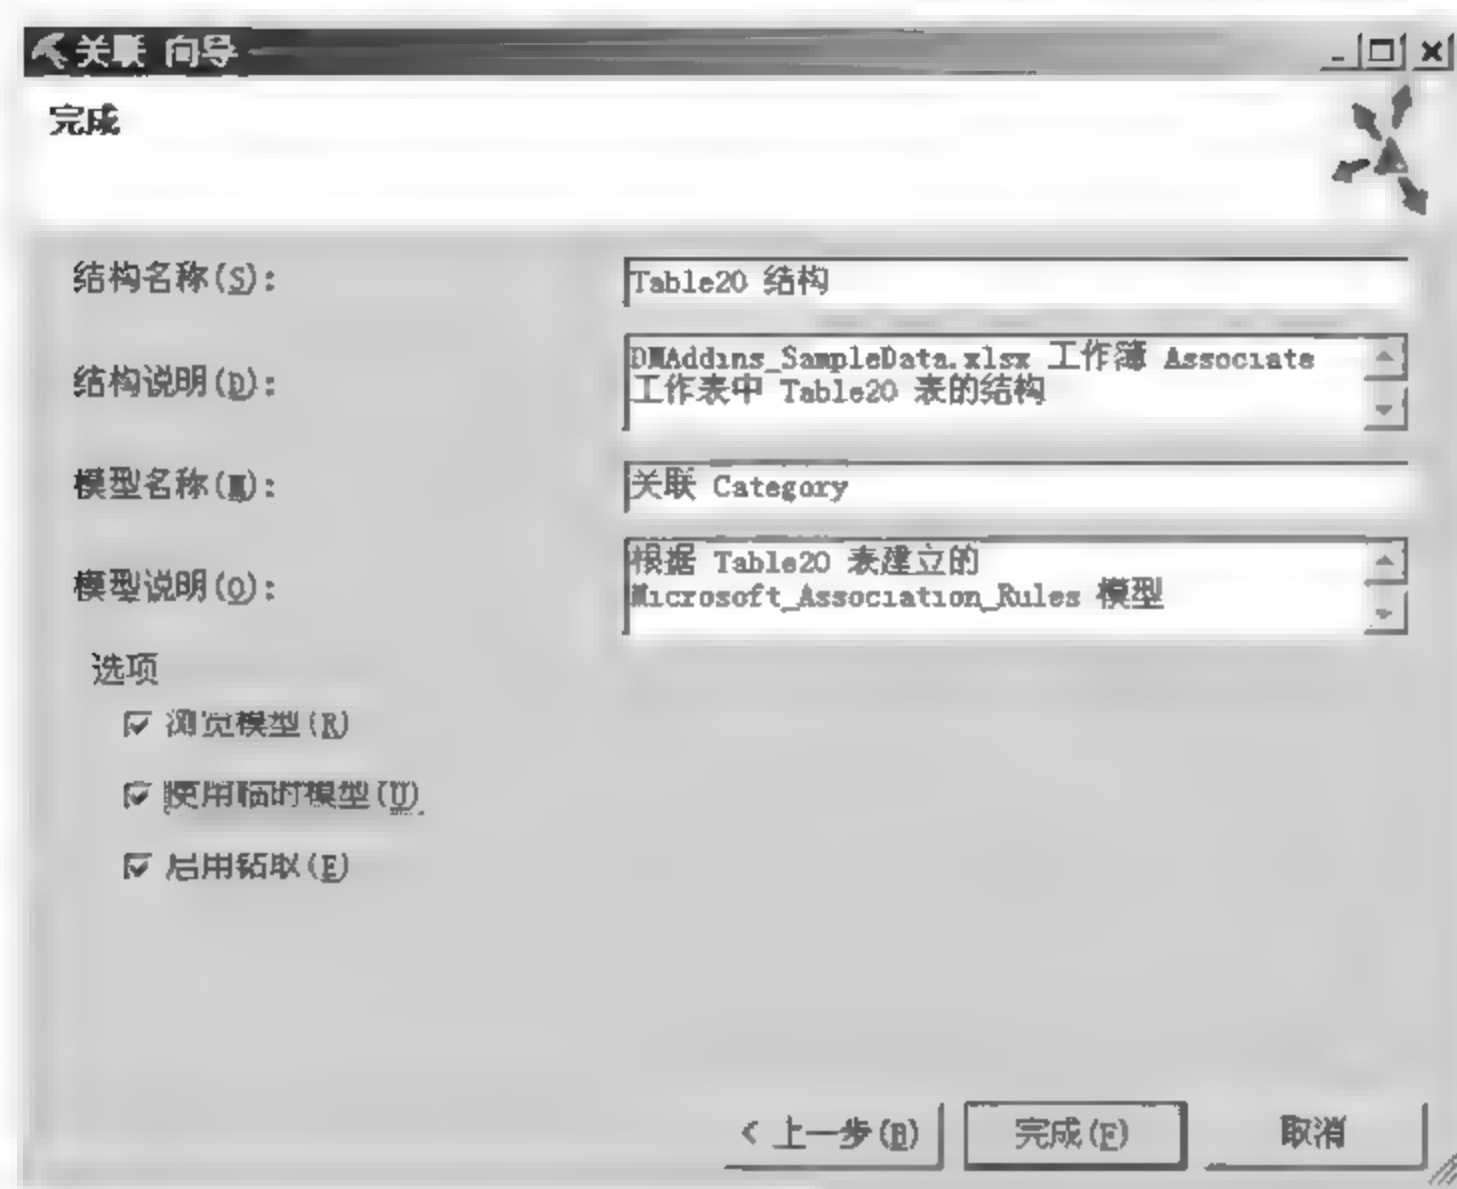 关联 向导
完成
结构名称(S):
Table20 结构
结构说明(D):
DMAddins_SampleData.xlsx 工作簿 Associate
工作表中 Table20 表的结构
模型名称(M):
关联 Category
模型说明(O):
根据 Table20 表建立的
Microsoft_Association_Rules 模型
选项
浏览模型(R)
使用临时模型(U)
启用钻取(E)
< 上一步(B)
完成(F)
取消